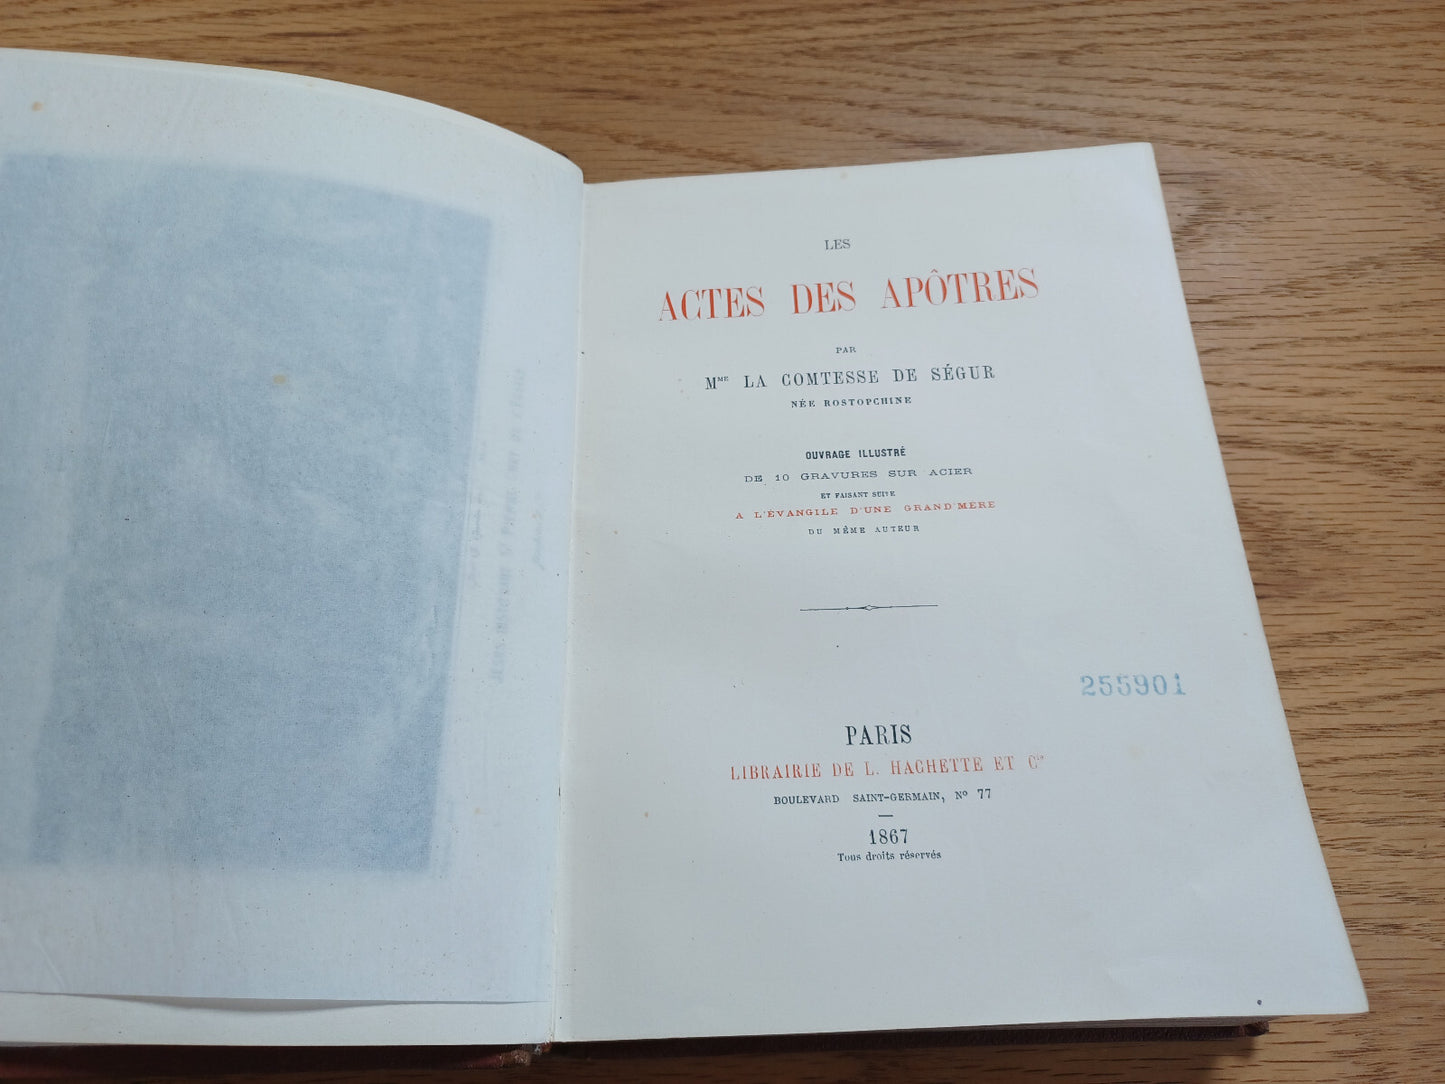 LES
ACTES DES APÔTRES
PAR
Mme LA COMTESSE DE SÉGUR
NÉE ROSTOPCHINE
OUVRAGE ILLUSTRÉ
DE 10 GRAVURES SUR ACIER
ET FAISANT SUITE
A L'ÉVANGILE D'UNE GRAND'MÈRE
DU MÊME AUTEUR
255901
PARIS
LIBRAIRIE DE L. HACHETTE ET Cie
BOULEVARD SAINT-GERMAIN, No 77
1867
Tous droits réservés